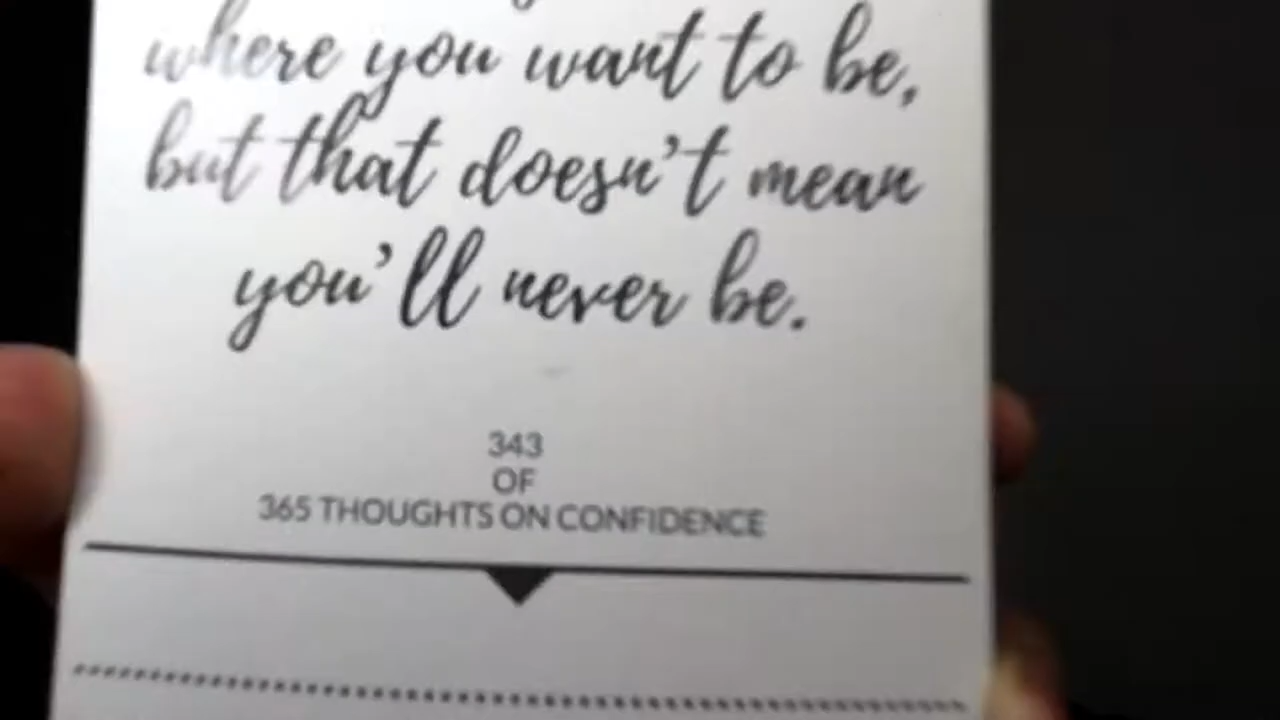 where you want to be,
but that doesn't mean
you'll never be.
343
OF
365 THOUGHTS ON CONFIDENCE